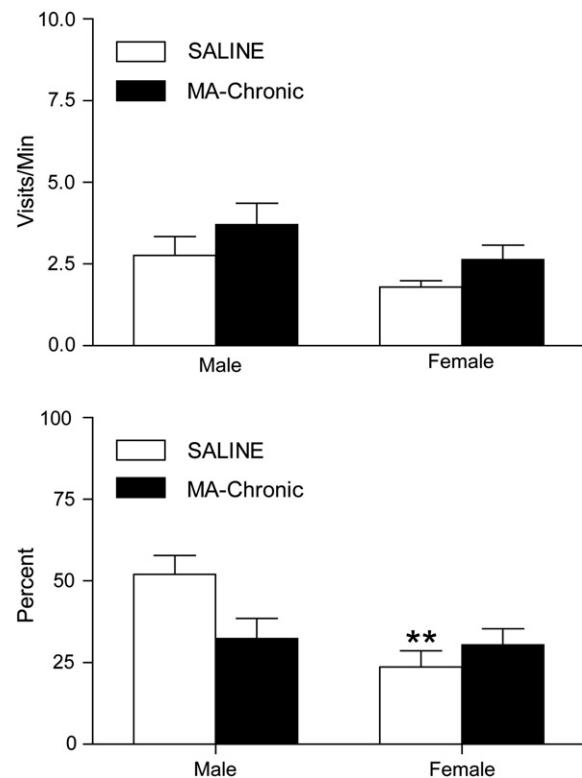 10.0
SALINE
MA-Chronic
7.5
Visits/Min
5.0
2.5
0.0
Male Female
100
SALINE
75
MA-Chronic
Percent
50
**
25
0
Male Female